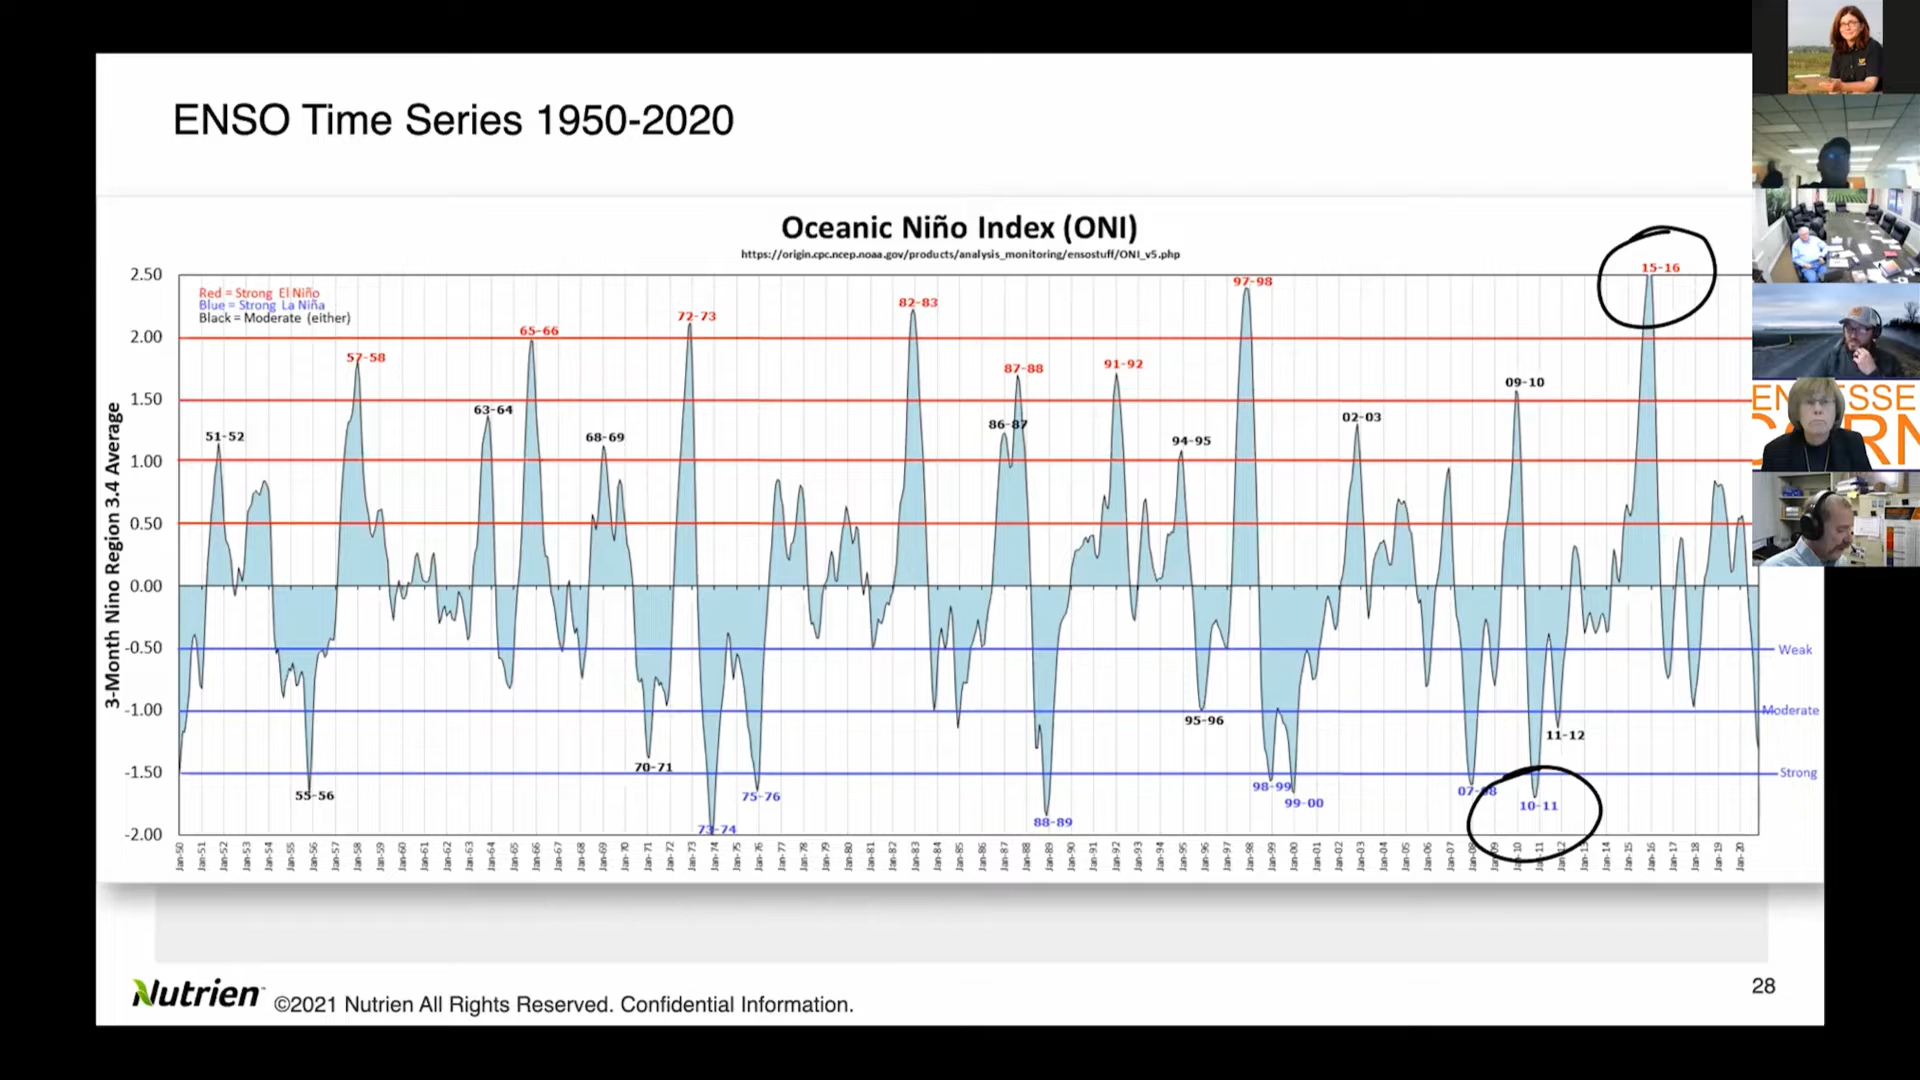 ENSO Time Series 1950-2020
Oceanic Niño Index (ONI)
https://origin.cpc.ncep.noaa.gov/products/analysis_monitoring/ensostuff/ONI_v5.php
Red = Strong El Niño
Blue = Strong La Niña
Black = Moderate (either)
3-Month Nino Region 3.4 Average
2.50
2.00
1.50
1.00
0.50
0.00
-0.50
-1.00
-1.50
-2.00
51-52
55-56
57-58
63-64
65-66
68-69
70-71
72-73
73-74
75-76
82-83
86-87
87-88
88-89
91-92
94-95
95-96
97-98
98-99
99-00
02-03
07-08
09-10
10-11
11-12
15-16
Weak
Moderate
Strong
Jan-50
Jan-51
Jan-52
Jan-53
Jan-54
Jan-55
Jan-56
Jan-57
Jan-58
Jan-59
Jan-60
Jan-61
Jan-62
Jan-63
Jan-64
Jan-65
Jan-66
Jan-67
Jan-68
Jan-69
Jan-70
Jan-71
Jan-72
Jan-73
Jan-74
Jan-75
Jan-76
Jan-77
Jan-78
Jan-79
Jan-80
Jan-81
Jan-82
Jan-83
Jan-84
Jan-85
Jan-86
Jan-87
Jan-88
Jan-89
Jan-90
Jan-91
Jan-92
Jan-93
Jan-94
Jan-95
Jan-96
Jan-97
Jan-98
Jan-99
Jan-00
Jan-01
Jan-02
Jan-03
Jan-04
Jan-05
Jan-06
Jan-07
Jan-08
Jan-09
Jan-10
Jan-11
Jan-12
Jan-13
Jan-14
Jan-15
Jan-16
Jan-17
Jan-18
Jan-19
Jan-20
Nutrien™
©2021 Nutrien All Rights Reserved. Confidential Information.
28